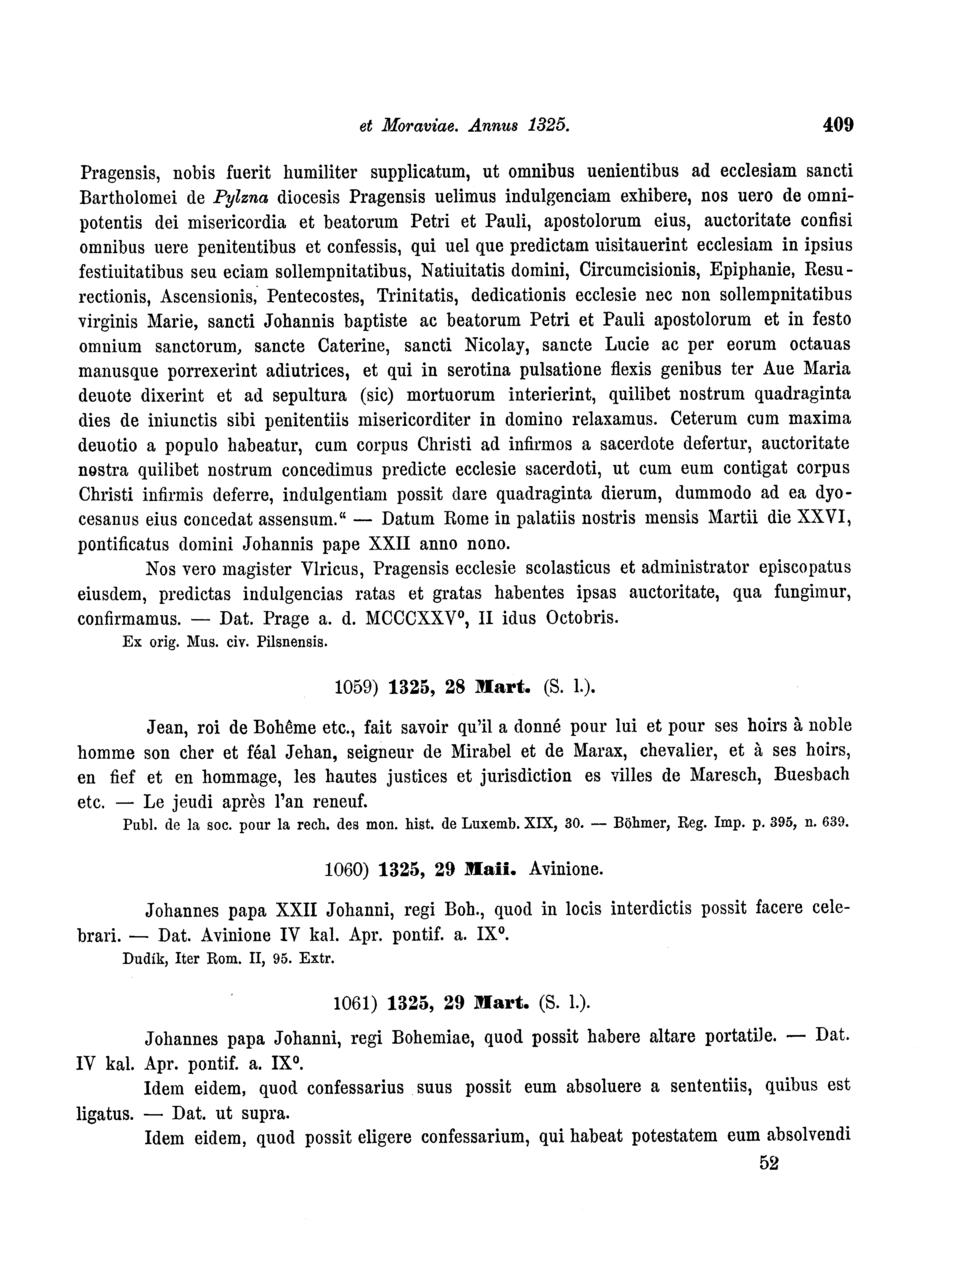 et Moraviae. Annus 1325. 409
Pragensis, nobis fuerit humiliter supplicatum, ut omnibus uenientibus ad ecclesiam sancti
Bartholomei de Pylzna diocesis Pragensis uelimus indulgenciam exhibere, nos uero de omni-
potentis dei misericordia et beatorum Petri et Pauli, apostolorum eius, auctoritate confisi
omnibus uere penitentibus et confessis, qui uel que predictam uisitauerint ecclesiam in ipsius
festiuitatibus seu eciam sollempnitatibus, Natiuitatis domini, Circumcisionis, Epiphanie, Resu-
rectionis, Ascensionis, Pentecostes, Trinitatis, dedicationis ecclesie nec non sollempnitatibus
virginis Marie, sancti Johannis baptiste ac beatorum Petri et Pauli apostolorum et in festo
omnium sanctorum, sancte Caterine, sancti Nicolay, sancte Lucie ac per eorum octauas
manusque porrexerint adiutrices, et qui in serotina pulsatione flexis genibus ter Aue Maria
deuote dixerint et ad sepultura (sic) mortuorum interierint, quilibet nostrum quadraginta
dies de iniunctis sibi penitentiis misericorditer in domino relaxamus. Ceterum cum maxima
deuotio a populo habeatur, cum corpus Christi ad infirmos a sacerdote defertur, auctoritate
nostra quilibet nostrum concedimus predicte ecclesie sacerdoti, ut cum eum contigat corpus
Christi infirmis deferre, indulgentiam possit dare quadraginta dierum, dummodo ad ea dyo-
cesanus eius concedat assensum.“ — Datum Rome in palatiis nostris mensis Martii die XXVI,
pontificatus domini Johannis pape XXII anno nono.
Nos vero magister Vlricus, Pragensis ecclesie scolasticus et administrator episcopatus
eiusdem, predictas indulgencias ratas et gratas habentes ipsas auctoritate, qua fungimur,
confirmamus. — Dat. Prage a. d. MCCCXXV⁰, II idus Octobris.
Ex orig. Mus. civ. Pilsnensis.
1059) 1325, 28 Mart. (S. l.).
Jean, roi de Bohême etc., fait savoir qu'il a donné pour lui et pour ses hoirs à noble
homme son cher et féal Jehan, seigneur de Mirabel et de Marax, chevalier, et à ses hoirs,
en fief et en hommage, les hautes justices et jurisdiction es villes de Maresch, Buesbach
etc. — Le jeudi après l'an reneuf.
Publ. de la soc. pour la rech. des mon. hist. de Luxemb. XIX, 30. — Böhmer, Reg. Imp. p. 395, n. 639.
1060) 1325, 29 Maii. Avinione.
Johannes papa XXII Johanni, regi Boh., quod in locis interdictis possit facere cele-
brari. — Dat. Avinione IV kal. Apr. pontif. a. IX⁰.
Dudík, Iter Rom. II, 95. Extr.
1061) 1325, 29 Mart. (S. l.).
Johannes papa Johanni, regi Bohemiae, quod possit habere altare portatile. — Dat.
IV kal. Apr. pontif. a. IX⁰.
Idem eidem, quod confessarius suus possit eum absoluere a sententiis, quibus est
ligatus. — Dat. ut supra.
Idem eidem, quod possit eligere confessarium, qui habeat potestatem eum absolvendi
52